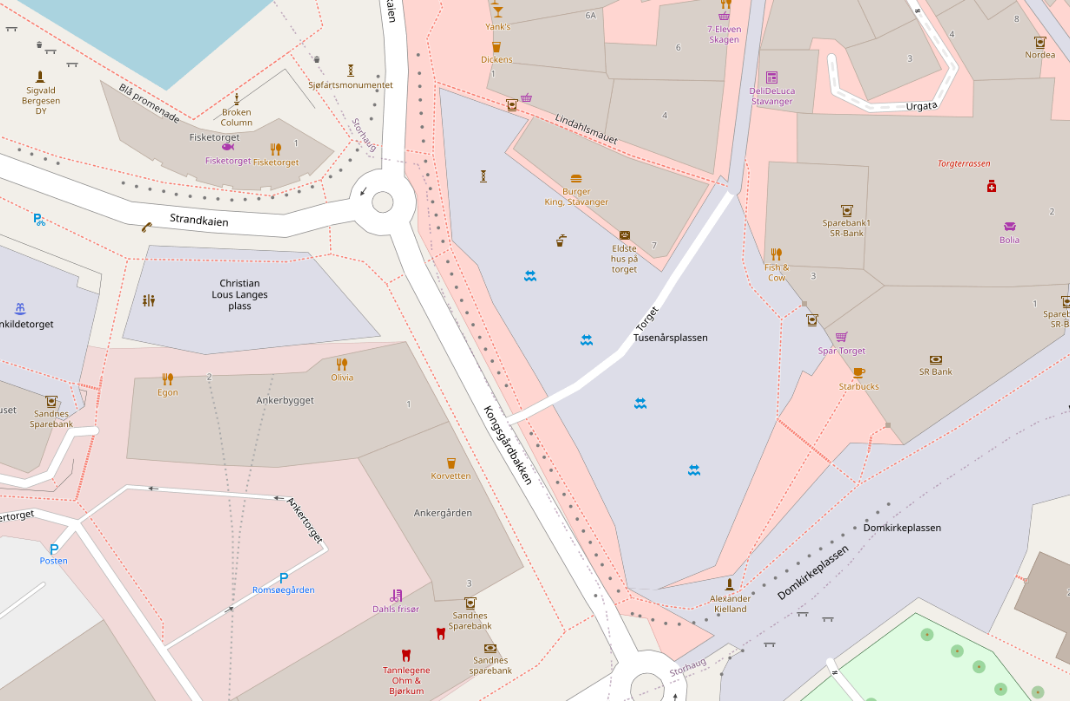 kaien
6A
Yank's
7-Eleven
Skagen
8
4
Nordea
6
3
Dickens
1
Sjøfartsmonumentet
Sigvald
Bergesen
DY
DeliDeLuca
Stavanger
Blå promenade
Urgata
Broken
Column
4
Lindahlsmauet
Storhaug
Fisketorget
1
Fisketorget
Fisketorget
Torgterrassen
Burger
King, Stavanger
2
Strandkaien
Sparebank1
SR-Bank
Bolia
7
Eldste
hus på
torget
Fish &
Cow
3
Christian
Lous Langes
plass
1
Spareb
SR-B
nkildetorget
Torget
Tusenårsplassen
Spar Torget
SR Bank
Olivia
2
Egon
Starbucks
Ankerbygget
1
uset
Sandnes
Sparebank
Kongsgårdbakken
Korvetten
Ankertorget
Ankergården
ertorget
Domkirkeplassen
Posten
Domkirkeplassen
Romsøegården
3
Dahls frisør
Alexander
Kielland
Sandnes
Sparebank
Tannlegene
Ohm &
Bjørkum
Sandnes
sparebank
Storhaug